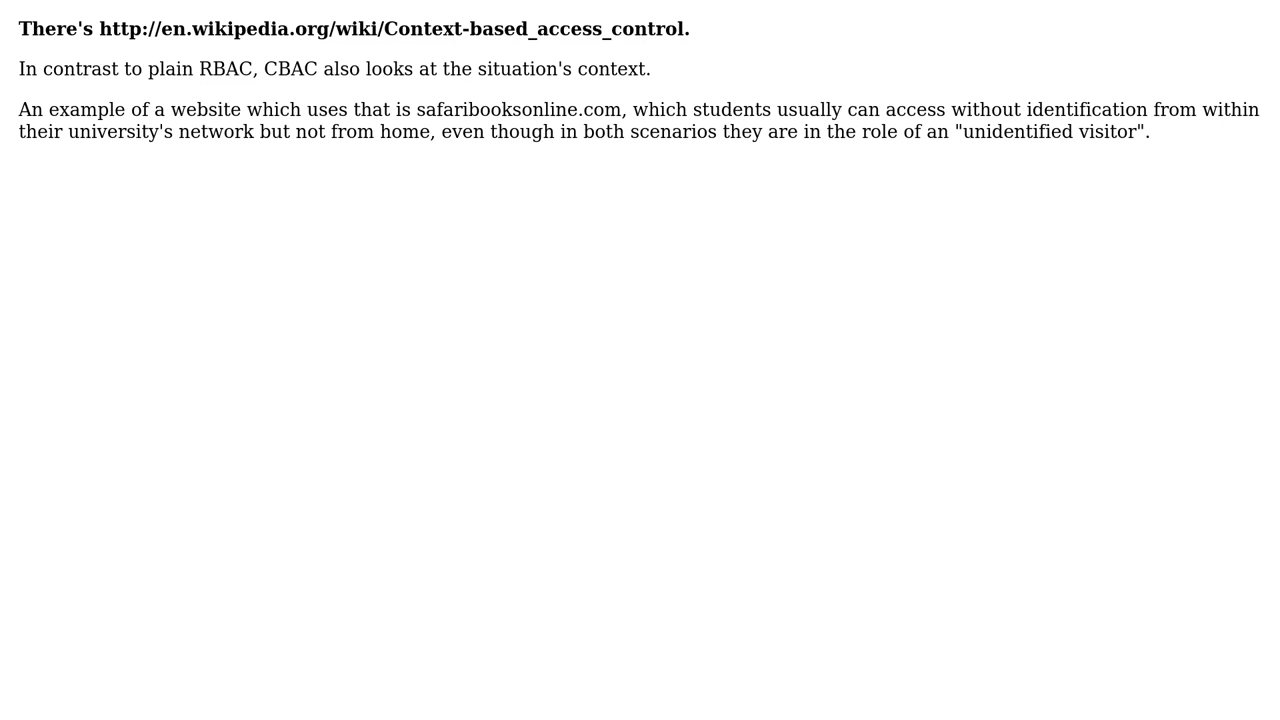 There's http://en.wikipedia.org/wiki/Context-based_access_control.
In contrast to plain RBAC, CBAC also looks at the situation's context.
An example of a website which uses that is safaribooksonline.com, which students usually can access without identification from within
their university's network but not from home, even though in both scenarios they are in the role of an "unidentified visitor".